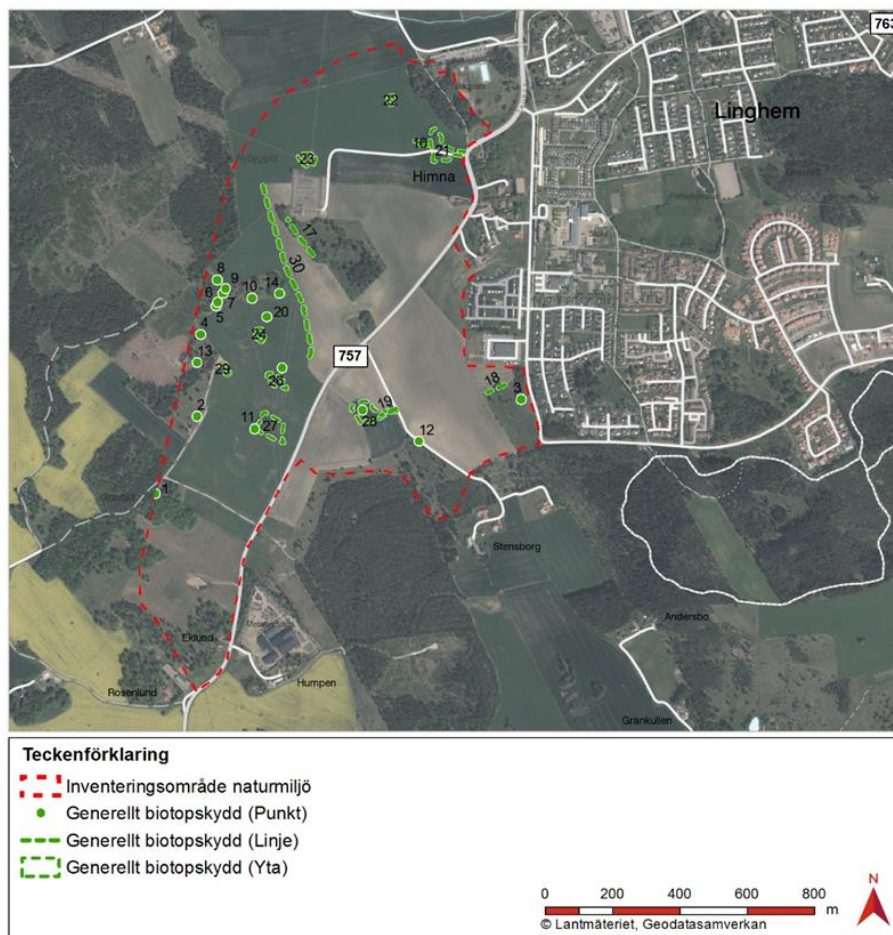 763
Linghem
22
16
21
23
Himna
17
30
8
9
6
7
5
10
14
20
4
24
13
757
29
26
18
3
2
19
28
11
27
12
1
Stensborg
Eklund
Andersbo
Humpen
Rosenlund
Grankullen
Teckenförklaring
Inventeringsområde naturmiljö
Generellt biotopskydd (Punkt)
Generellt biotopskydd (Linje)
Generellt biotopskydd (Yta)
N
0 200 400 600 800
m
© Lantmäteriet, Geodatasamverkan